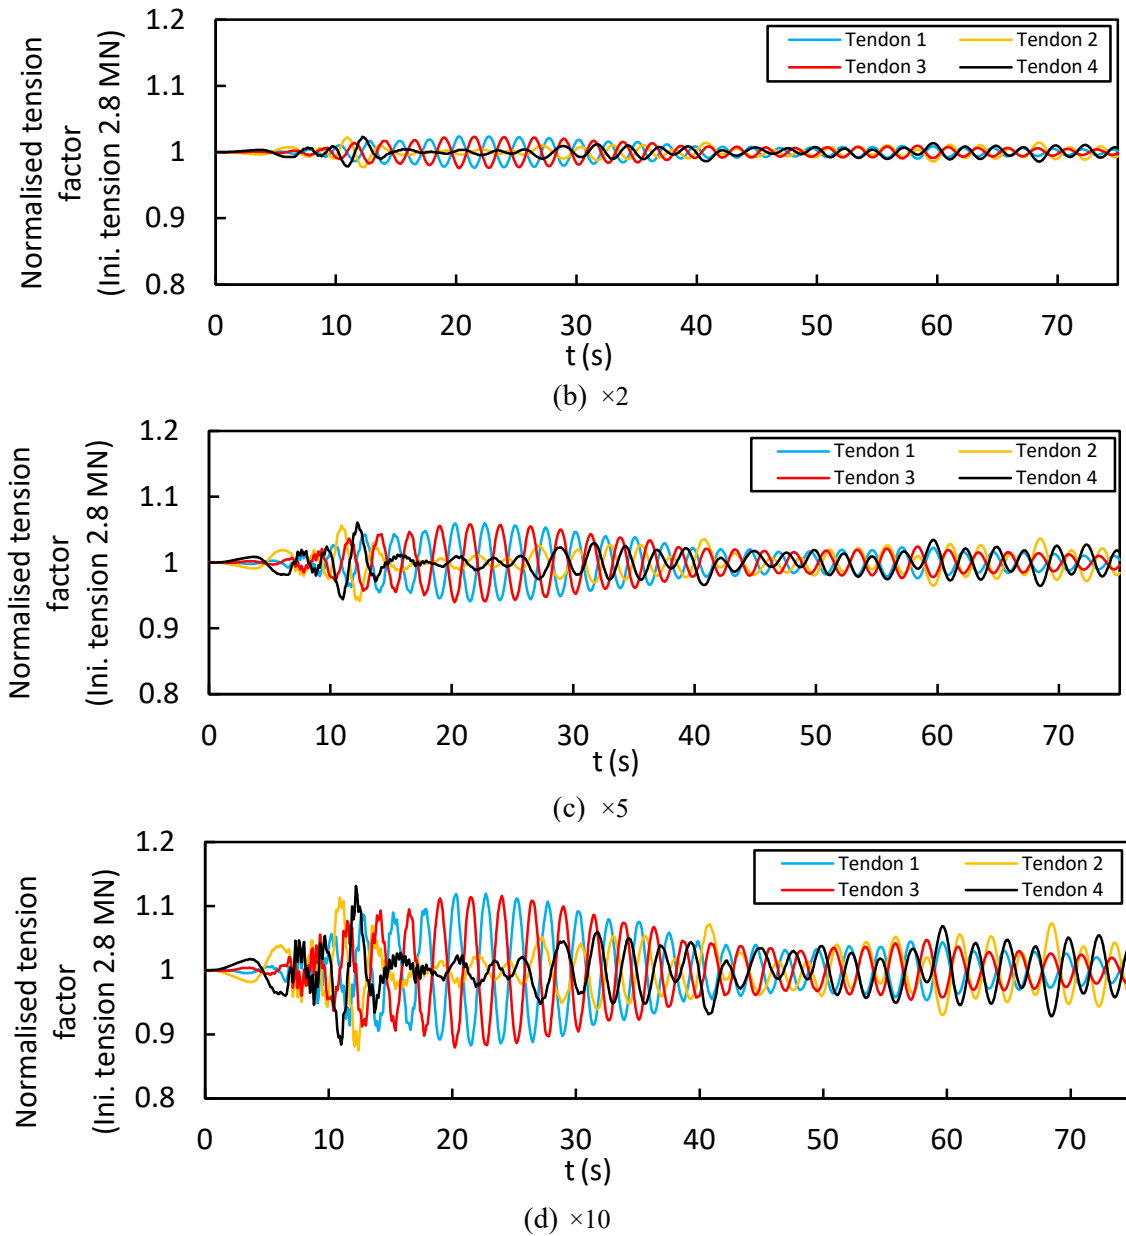 Normalised tension
factor
(Ini. tension 2.8 MN)
1.2
1.1
1
0.9
0.8
Tendon 1
Tendon 2
Tendon 3
Tendon 4
0 10 20 30 40 50 60 70
t (s)
(b) ×2
Normalised tension
factor
(Ini. tension 2.8 MN)
1.2
1.1
1
0.9
0.8
Tendon 1
Tendon 2
Tendon 3
Tendon 4
0 10 20 30 40 50 60 70
t (s)
(c) ×5
Normalised tension
factor
(Ini. tension 2.8 MN)
1.2
1.1
1
0.9
0.8
Tendon 1
Tendon 2
Tendon 3
Tendon 4
0 10 20 30 40 50 60 70
t (s)
(d) ×10